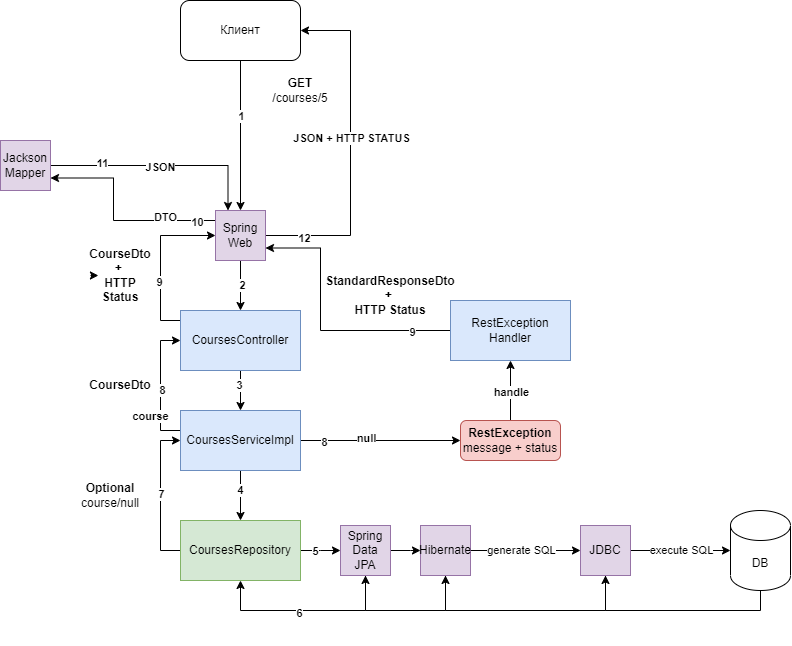 Клиент
GET
/courses/5
1
JSON + HTTP STATUS
Jackson
Mapper
11
JSON
DTO
10
Spring
Web
12
CourseDto
+
HTTP
Status
9
2
StandardResponseDto
+
HTTP Status
9
RestException
Handler
CoursesController
CourseDto
8
3
handle
course
CoursesServiceImpl
8
null
RestException
message + status
Optional
course/null
7
4
CoursesRepository
5
Spring
Data
JPA
Hibernate
generate SQL
JDBC
execute SQL
DB
6